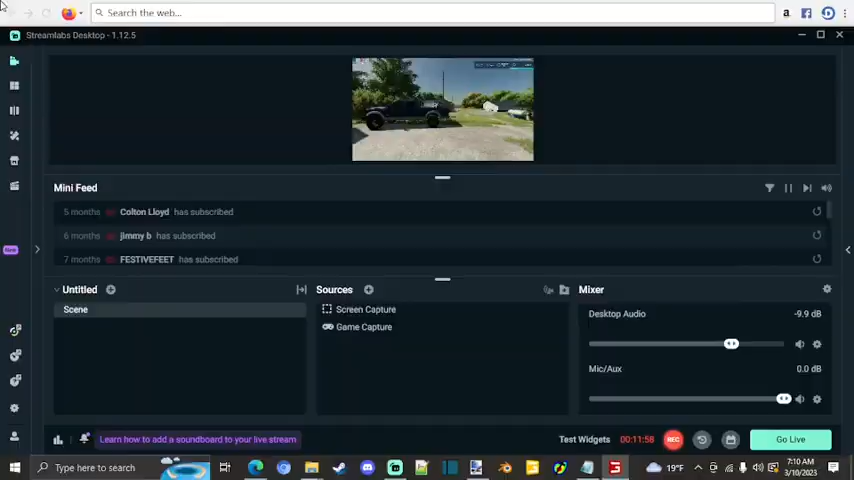 Search the web...
Streamlabs Desktop - 1.12.5
Mini Feed
5 months Colton Lloyd has subscribed
6 months jimmy b has subscribed
7 months FESTIVEFEET has subscribed
Untitled
Sources
Mixer
Scene
Screen Capture
Game Capture
Desktop Audio -9.9 dB
Mic/Aux 0.0 dB
Learn how to add a soundboard to your live stream
Test Widgets 00:11:58 REC Go Live
Type here to search
19°F
7:10 AM
3/10/2023